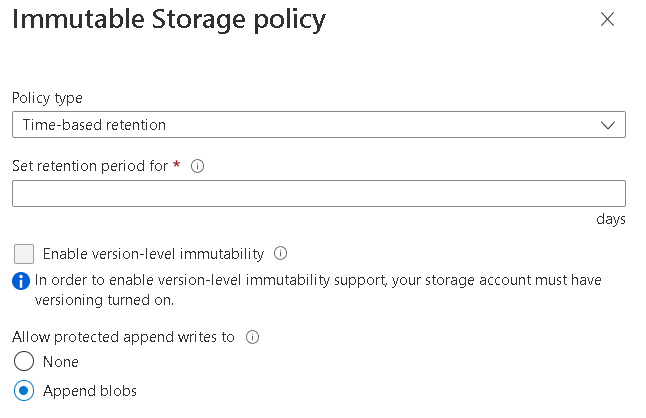 Immutable Storage policy
Policy type
Time-based retention
Set retention period for *
days
Enable version-level immutability
In order to enable version-level immutability support, your storage account must have
versioning turned on.
Allow protected append writes to
None
Append blobs